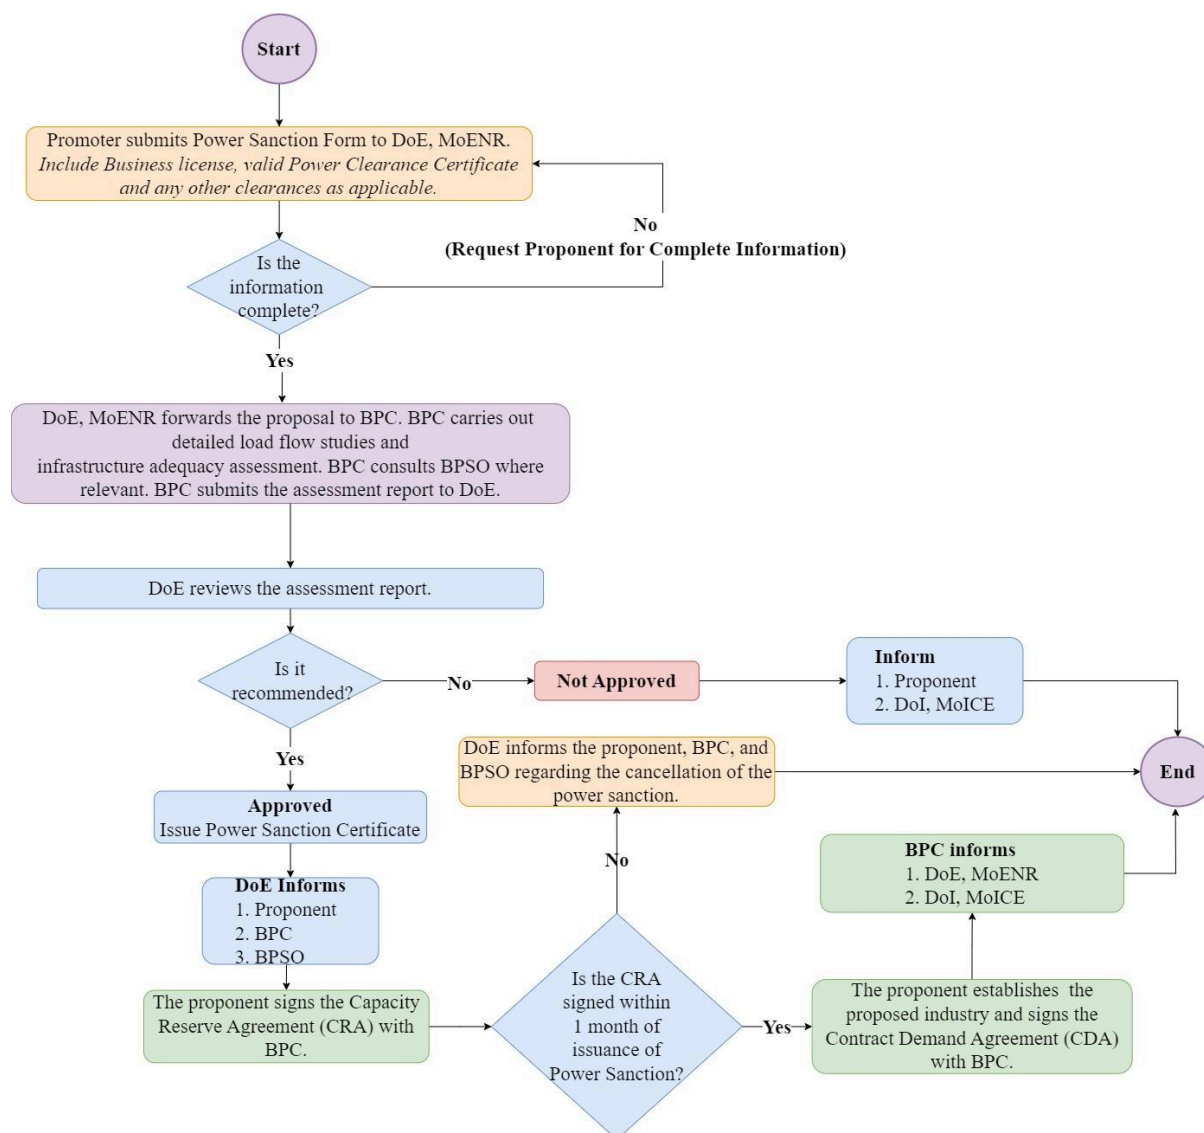 Start
Promoter submits Power Sanction Form to DoE, MoENR.
Include Business license, valid Power Clearance Certificate
and any other clearances as applicable.
No
(Request Proponent for Complete Information)
Is the
information
complete?
Yes
DoE, MoENR forwards the proposal to BPC. BPC carries out
detailed load flow studies and
infrastructure adequacy assessment. BPC consults BPSO where
relevant. BPC submits the assessment report to DoE.
DoE reviews the assessment report.
Is it
recommended?
No
Not Approved
Inform
1. Proponent
2. DoI, MoICE
Yes
DoE informs the proponent, BPC, and
BPSO regarding the cancellation of the
power sanction.
End
Approved
Issue Power Sanction Certificate
No
BPC informs
1. DoE, MoENR
2. DoI, MoICE
DoE Informs
1. Proponent
2. BPC
3. BPSO
The proponent signs the Capacity
Reserve Agreement (CRA) with
BPC.
Is the CRA
signed within
1 month of
issuance of
Power Sanction?
Yes
The proponent establishes the
proposed industry and signs the
Contract Demand Agreement (CDA)
with BPC.